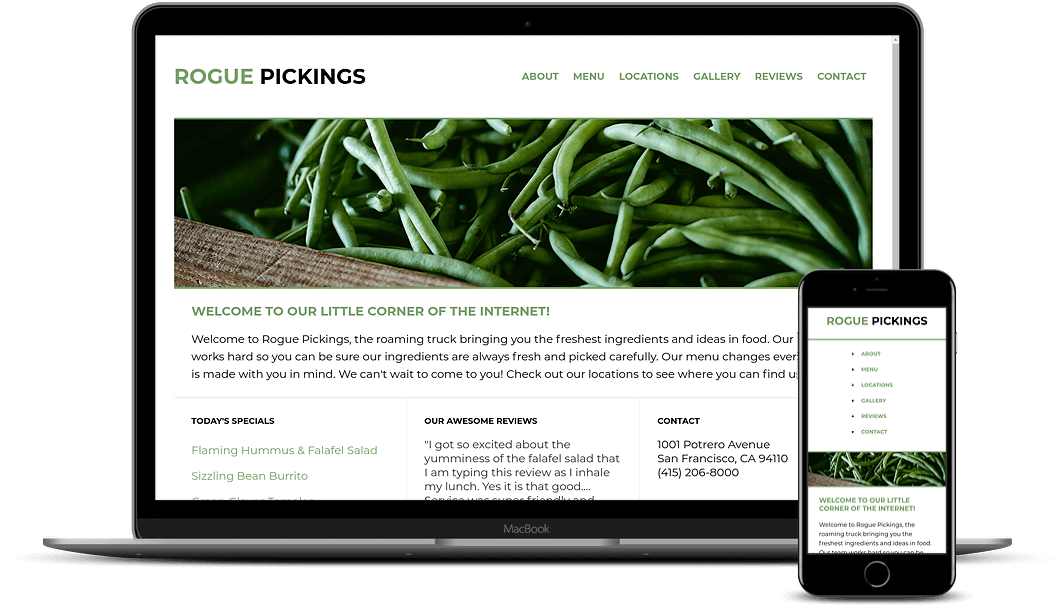 ROGUE PICKINGS
ABOUT MENU LOCATIONS GALLERY REVIEWS CONTACT
WELCOME TO OUR LITTLE CORNER OF THE INTERNET!
Welcome to Rogue Pickings, the roaming truck bringing you the freshest ingredients and ideas in food. Our
works hard so you can be sure our ingredients are always fresh and picked carefully. Our menu changes ever
is made with you in mind. We can't wait to come to you! Check out our locations to see where you can find u
TODAY'S SPECIALS
Flaming Hummus & Falafel Salad
Sizzling Bean Burrito
OUR AWESOME REVIEWS
"I got so excited about the
yumminess of the falafel salad that
I am typing this review as I inhale
my lunch. Yes it is that good....
Service was super friendly and
CONTACT
1001 Potrero Avenue
San Francisco, CA 94110
(415) 206-8000
MacBook
ROGUE PICKINGS
ABOUT
MENU
LOCATIONS
GALLERY
REVIEWS
CONTACT
WELCOME TO OUR LITTLE
CORNER OF THE INTERNET!
Welcome to Rogue Pickings, the
roaming truck bringing you the
freshest ingredients and ideas in food.
Our team works hard so you can be